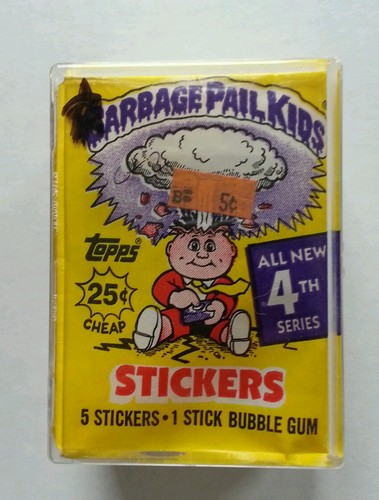 GARBAGE PAIL KIDS
5¢
TOPPS®
25¢
CHEAP
ALL NEW
4TH
SERIES
STICKERS
5 STICKERS • 1 STICK BUBBLE GUM